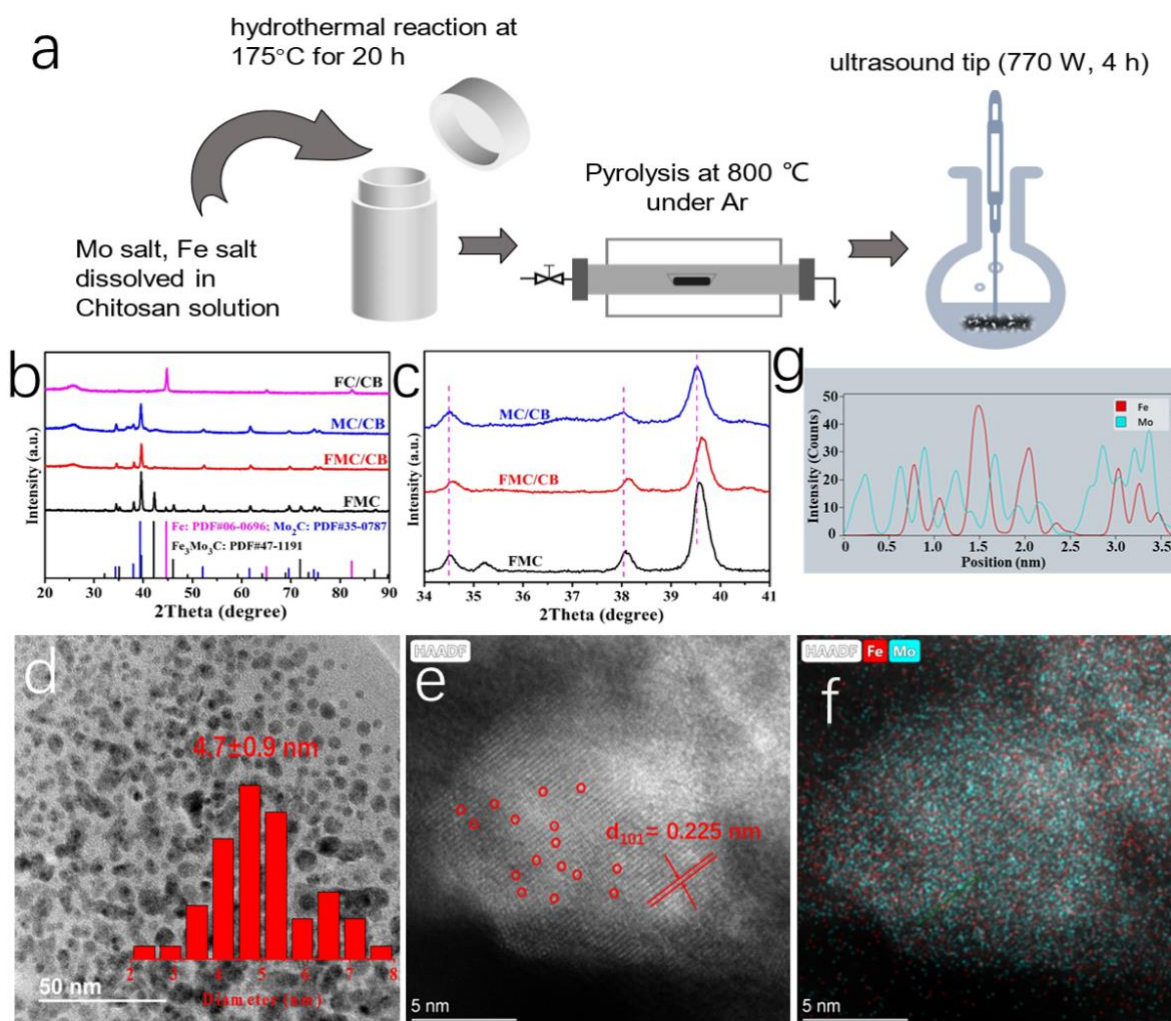 a
hydrothermal reaction at
175°C for 20 h
ultrasound tip (770 W, 4 h)
Pyrolysis at 800 ℃
under Ar
Mo salt, Fe salt
dissolved in
Chitosan solution
b
FC/CB
MC/CB
FMC/CB
FMC
Fe: PDF#06-0696; Mo₂C: PDF#35-0787
Fe₃Mo₃C: PDF#47-1191
Intensity (a.u.)
20 30 40 50 60 70 80 90
2Theta (degree)
c
MC/CB
FMC/CB
FMC
Intensity (a.u.)
34 35 36 37 38 39 40 41
2Theta (degree)
g
Fe
Mo
50
40
30
20
10
0
Intensity (Counts)
0 0.5 1.0 1.5 2.0 2.5 3.0 3.5
Position (nm)
d
4.7±0.9 nm
2 3 4 5 6 7 8
Diameter (nm)
50 nm
HAADF
e
d₁₀₁= 0.225 nm
5 nm
HAADF Fe Mo
f
5 nm